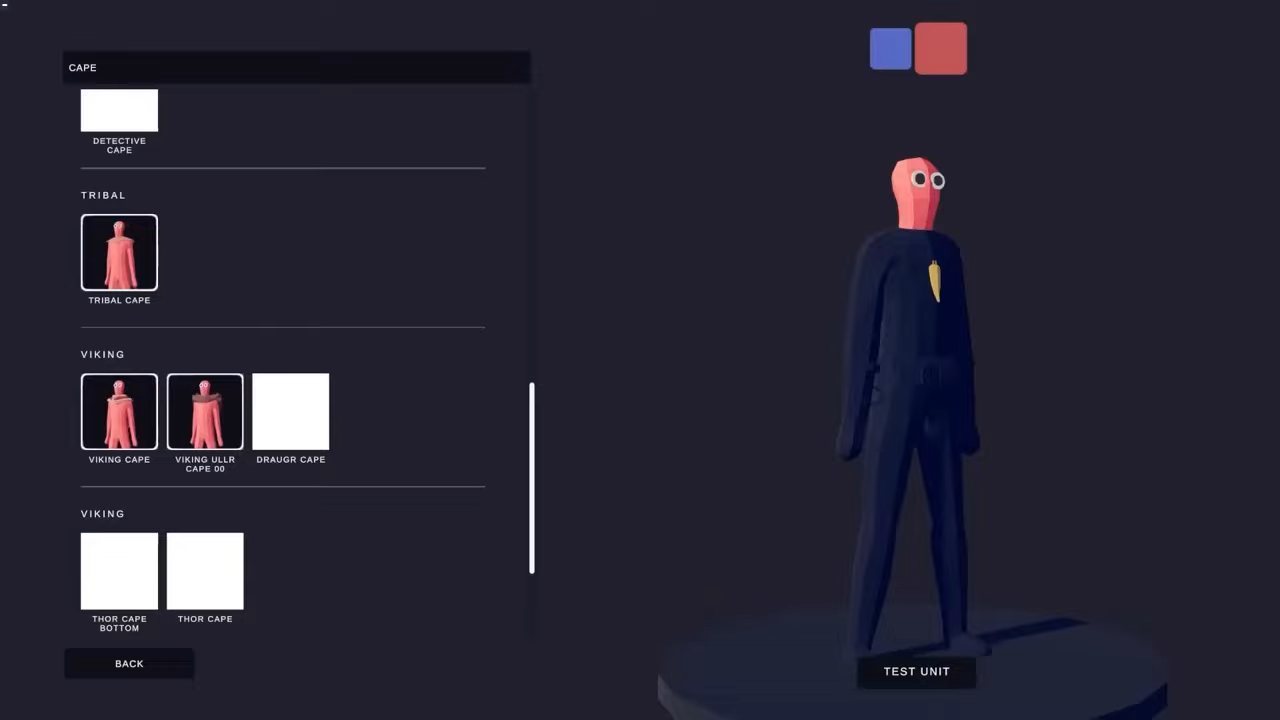 CAPE
DETECTIVE
CAPE
TRIBAL
TRIBAL CAPE
VIKING
VIKING CAPE
VIKING ULLR
CAPE 00
DRAUGR CAPE
VIKING
THOR CAPE
BOTTOM
THOR CAPE
BACK
TEST UNIT